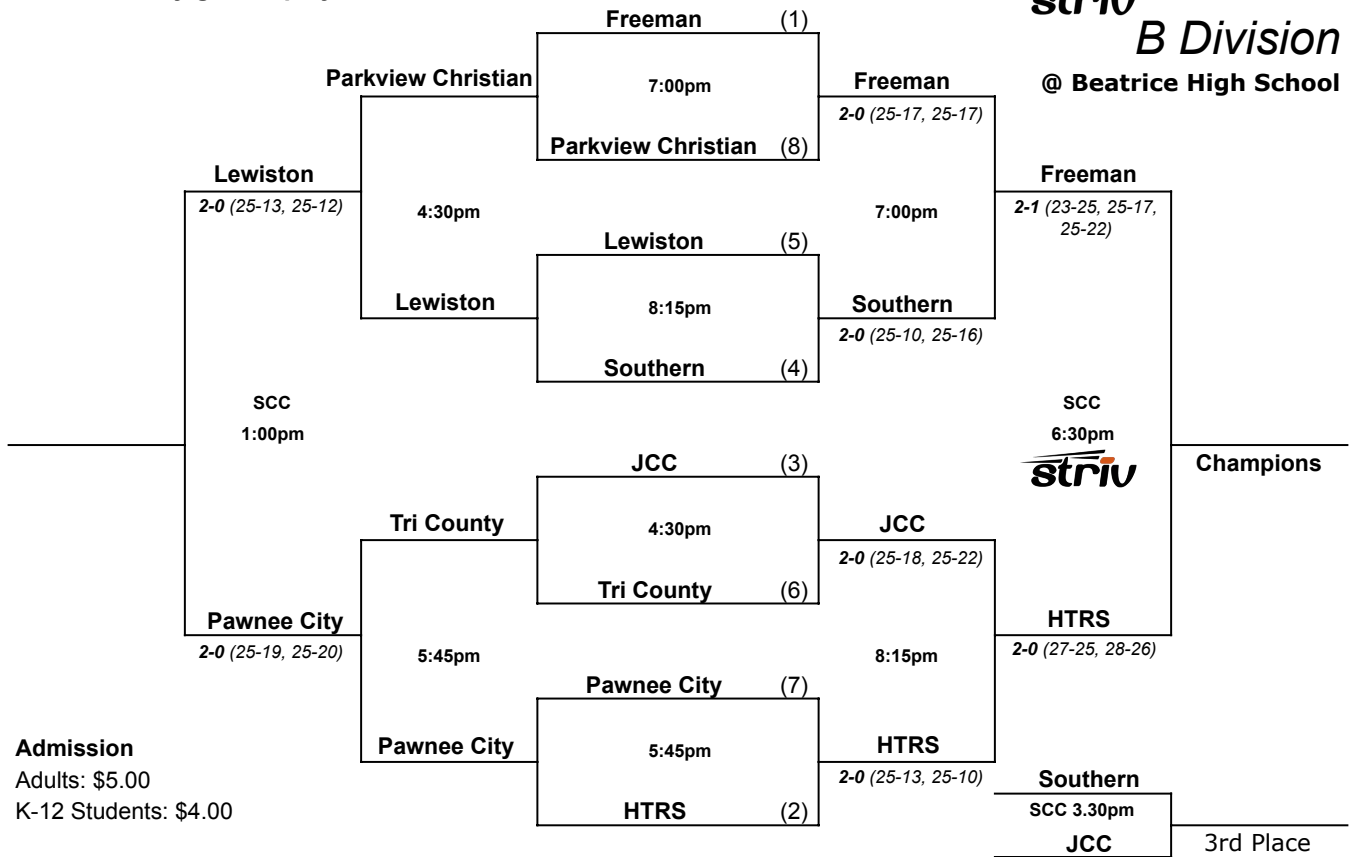 striv
B Division
@ Beatrice High School
Freeman (1)
Parkview Christian
7:00pm
Freeman
2-0 (25-17, 25-17)
Parkview Christian (8)
Lewiston
2-0 (25-13, 25-12)
4:30pm
7:00pm
Freeman
2-1 (23-25, 25-17,
25-22)
Lewiston (5)
Lewiston
8:15pm
Southern
2-0 (25-10, 25-16)
Southern (4)
SCC
1:00pm
SCC
6:30pm
striv
Champions
JCC (3)
Tri County
4:30pm
JCC
2-0 (25-18, 25-22)
Tri County (6)
Pawnee City
2-0 (25-19, 25-20)
5:45pm
8:15pm
HTRS
2-0 (27-25, 28-26)
Pawnee City (7)
Pawnee City
5:45pm
HTRS
2-0 (25-13, 25-10)
HTRS (2)
Admission
Adults: $5.00
K-12 Students: $4.00
Southern
SCC 3.30pm
JCC
3rd Place